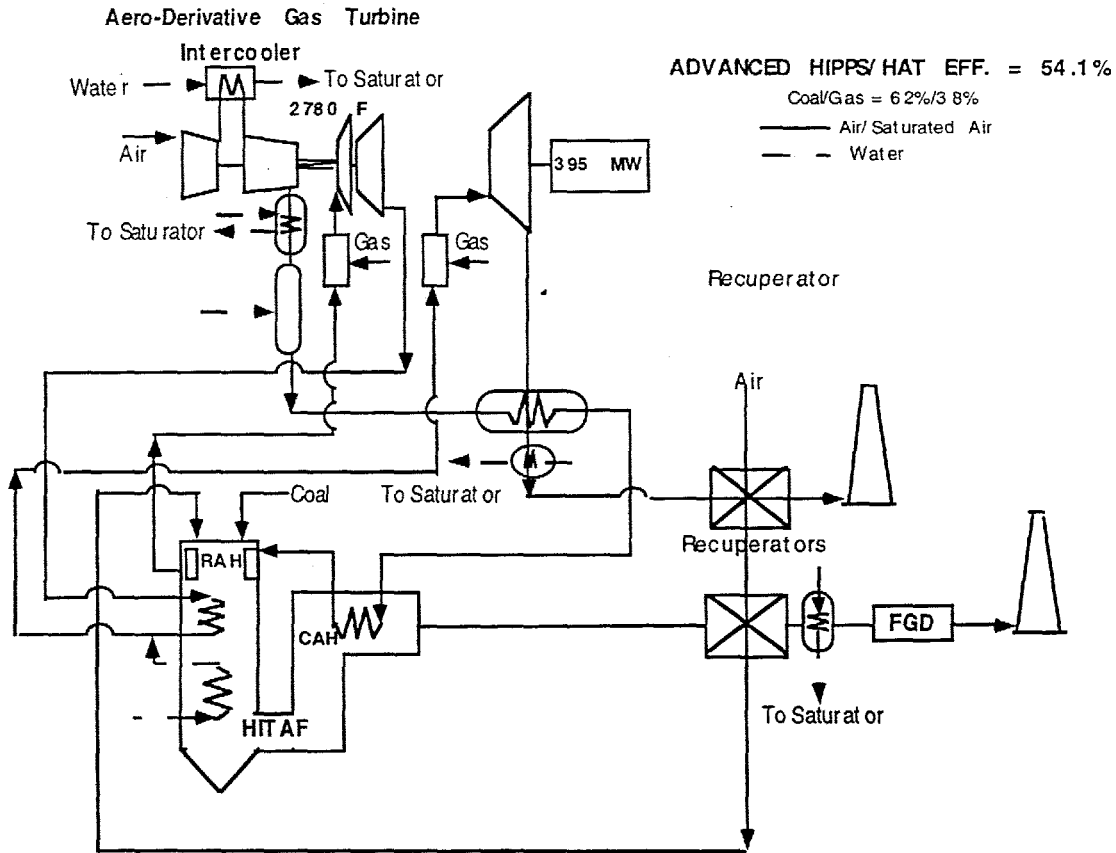 Aero-Derivative Gas Turbine
Intercooler
Water
To Saturator
ADVANCED HIPPS/HAT EFF. = 54.1%
Coal/Gas = 62%/38%
Air/Saturated Air
Water
2780 F
Air
395 MW
To Saturator
Gas
Gas
Recuperator
Air
To Saturator
Coal
RAH
Recuperators
CAH
FGD
HITAF
To Saturator